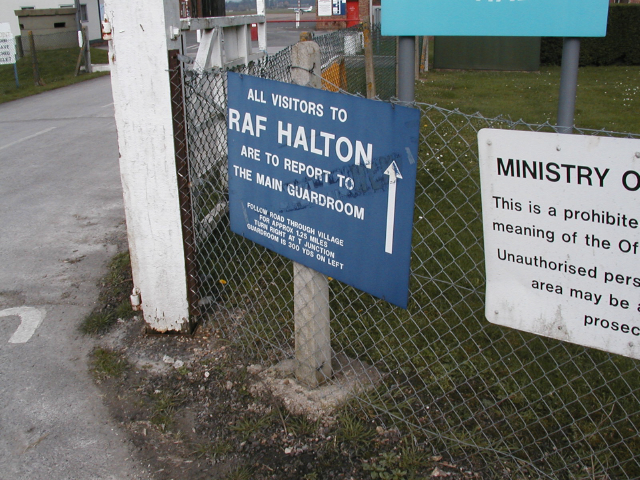 ALL VISITORS TO
RAF HALTON
ARE TO REPORT TO
THE MAIN GUARDROOM
FOLLOW ROAD THROUGH VILLAGE
FOR APPROX 1.25 MILES
TURN RIGHT AT T JUNCTION
GUARDROOM IS 300 YDS ON LEFT
MINISTRY O
This is a prohibite
meaning of the Of
Unauthorised pers
area may be a
prosec